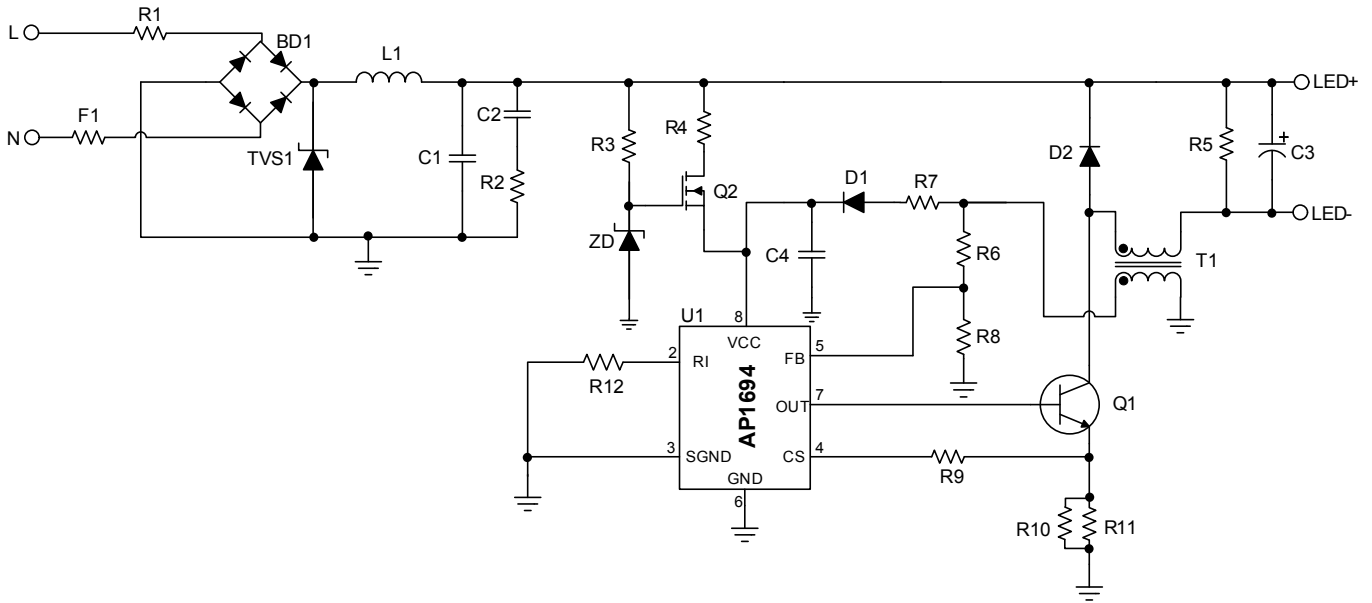 R1
L
BD1
L1
LED+
F1
N
C2
R3
R4
TVS1
C1
R2
D2
R5
+
C3
Q2
D1
R7
LED-
ZD
C4
R6
T1
U1
8
VCC
R8
2
RI
5
FB
R12
AP1694
7
OUT
Q1
3
SGND
4
CS
R9
GND
6
R10
R11